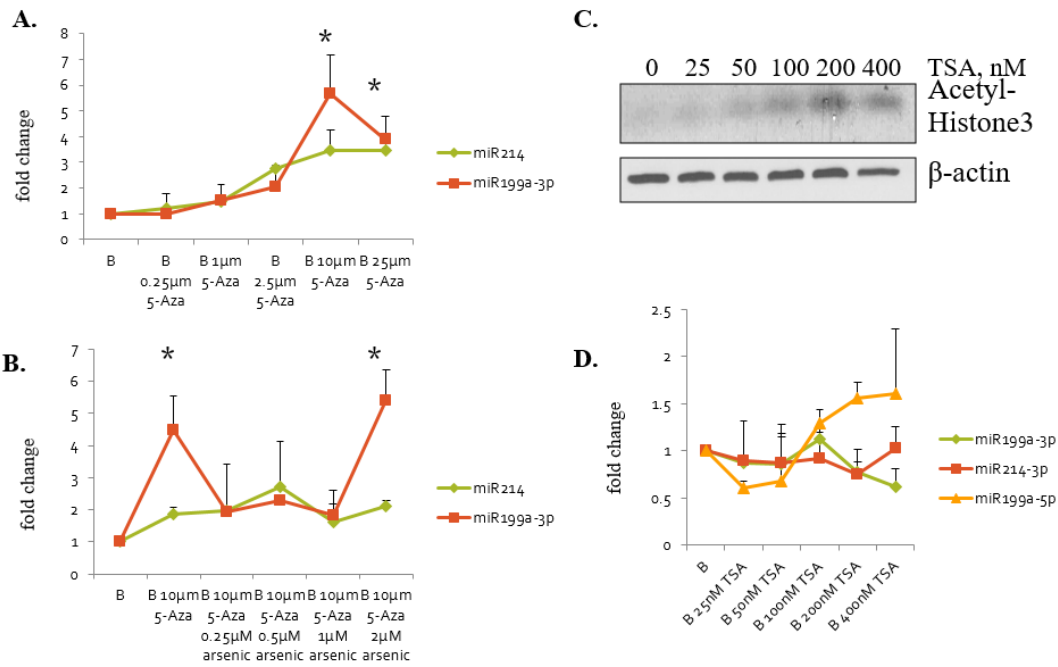 A.
fold change
8
7
6
5
4
3
2
1
0
*
*
B
B
0.25µm
5-Aza
B 1µm
5-Aza
B
2.5µm
5-Aza
B 10µm
5-Aza
B 25µm
5-Aza
miR214
miR199a-3p
C.
0 25 50 100 200 400 TSA, nM
Acetyl-
Histone3
β-actin
B.
fold change
7
6
5
4
3
2
1
0
*
*
B
B 10µm
5-Aza
B 10µm
5-Aza
0.25µM
arsenic
B 10µm
5-Aza
0.5µM
arsenic
B 10µm
5-Aza
1µM
arsenic
B 10µm
5-Aza
2µM
arsenic
miR214
miR199a-3p
D.
fold change
2.5
2
1.5
1
0.5
0
B
B 25nM TSA
B 50nM TSA
B 100nM TSA
B 200nM TSA
B 400nM TSA
miR199a-3p
miR214-3p
miR199a-5p